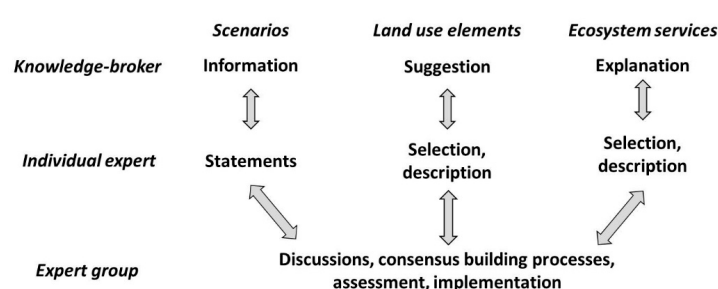 Scenarios Land use elements Ecosystem services
Knowledge-broker Information Suggestion Explanation
Individual expert Statements Selection, description Selection, description
Expert group Discussions, consensus building processes,
assessment, implementation